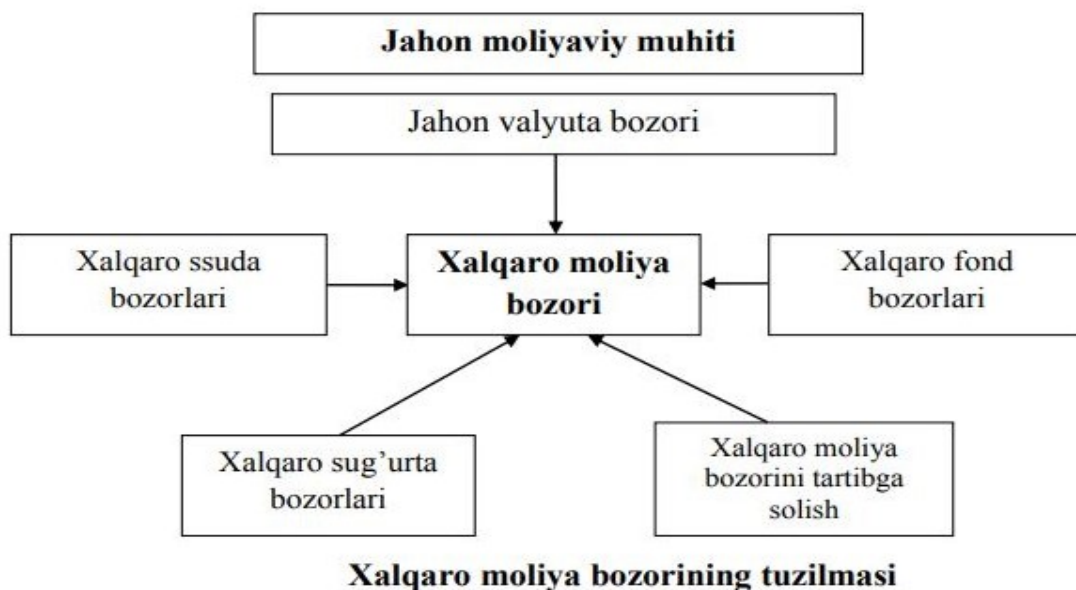 Jahon moliyaviy muhiti
Jahon valyuta bozori
Xalqaro ssuda
bozorlari
Xalqaro moliya
bozori
Xalqaro fond
bozorlari
Xalqaro sug’urta
bozorlari
Xalqaro moliya
bozorini tartibga
solish
Xalqaro moliya bozorining tuzilmasi